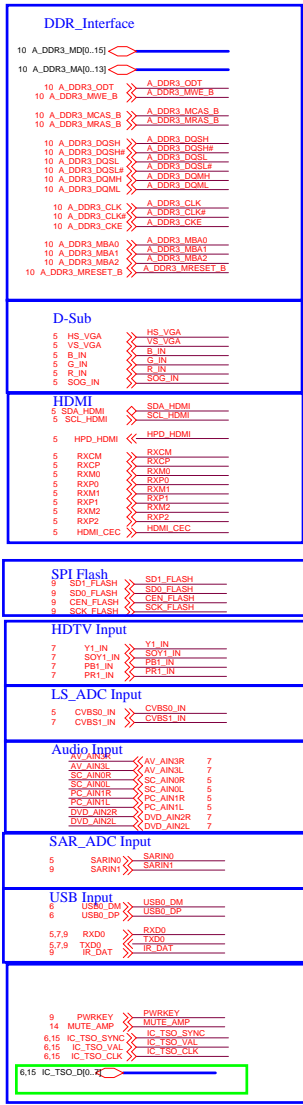 DDR_Interface
10 A_DDR3_MD[0..15]
10 A_DDR3_MA[0..13]
10 A_DDR3_ODT A_DDR3_ODT
10 A_DDR3_MWE_B A_DDR3_MWE_B
10 A_DDR3_MCAS_B A_DDR3_MCAS_B
10 A_DDR3_MRAS_B A_DDR3_MRAS_B
10 A_DDR3_DQSH A_DDR3_DQSH
10 A_DDR3_DQSH# A_DDR3_DQSH#
10 A_DDR3_DQSL A_DDR3_DQSL
10 A_DDR3_DQSL# A_DDR3_DQSL#
10 A_DDR3_DQMH A_DDR3_DQMH
10 A_DDR3_DQML A_DDR3_DQML
10 A_DDR3_CLK A_DDR3_CLK
10 A_DDR3_CLK# A_DDR3_CLK#
10 A_DDR3_CKE A_DDR3_CKE
10 A_DDR3_MBA0 A_DDR3_MBA0
10 A_DDR3_MBA1 A_DDR3_MBA1
10 A_DDR3_MBA2 A_DDR3_MBA2
10 A_DDR3_MRESET_B A_DDR3_MRESET_B
D-Sub
5 HS_VGA HS_VGA
5 VS_VGA VS_VGA
5 B_IN B_IN
5 G_IN G_IN
5 R_IN R_IN
5 SOG_IN SOG_IN
HDMI
5 SDA_HDMI SDA_HDMI
5 SCL_HDMI SCL_HDMI
5 HPD_HDMI HPD_HDMI
5 RXCM RXCM
5 RXCP RXCP
5 RXM0 RXM0
5 RXP0 RXP0
5 RXM1 RXM1
5 RXP1 RXP1
5 RXM2 RXM2
5 RXP2 RXP2
5 HDMI_CEC HDMI_CEC
SPI Flash
9 SD1_FLASH SD1_FLASH
9 SD0_FLASH SD0_FLASH
9 CEN_FLASH CEN_FLASH
9 SCK_FLASH SCK_FLASH
HDTV Input
7 Y1_IN Y1_IN
7 SOY1_IN SOY1_IN
7 PB1_IN PB1_IN
7 PR1_IN PR1_IN
LS_ADC Input
5 CVBS0_IN CVBS0_IN
7 CVBS1_IN CVBS1_IN
Audio Input
AV_AIN3R AV_AIN3R 7
AV_AIN3L AV_AIN3L 7
SC_AIN0R SC_AIN0R 5
SC_AIN0L SC_AIN0L 5
PC_AIN1R PC_AIN1R 5
PC_AIN1L PC_AIN1L 5
DVD_AIN2R DVD_AIN2R 7
DVD_AIN2L DVD_AIN2L 7
SAR_ADC Input
5 SARIN0 SARIN0
9 SARIN1 SARIN1
USB Input
6 USB0_DM USB0_DM
6 USB0_DP USB0_DP
5,7,9 RXD0 RXD0
5,7,9 TXD0 TXD0
9 IR_DAT IR_DAT
9 PWRKEY PWRKEY
14 MUTE_AMP MUTE_AMP
6,15 IC_TSO_SYNC IC_TSO_SYNC
6,15 IC_TSO_VAL IC_TSO_VAL
6,15 IC_TSO_CLK IC_TSO_CLK
6,15 IC_TSO_D[0..7]